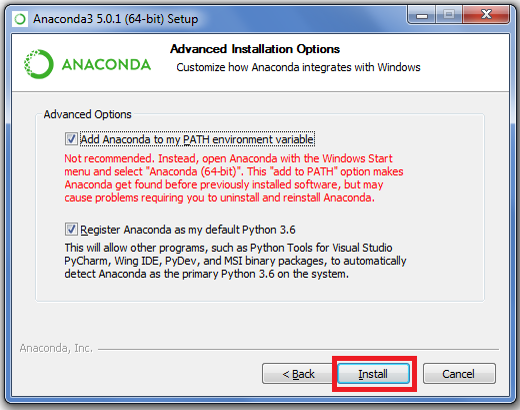 Anaconda3 5.0.1 (64-bit) Setup
ANACONDA
Advanced Installation Options
Customize how Anaconda integrates with Windows
Advanced Options
Add Anaconda to my PATH environment variable
Not recommended. Instead, open Anaconda with the Windows Start
menu and select "Anaconda (64-bit)". This "add to PATH" option makes
Anaconda get found before previously installed software, but may
cause problems requiring you to uninstall and reinstall Anaconda.
Register Anaconda as my default Python 3.6
This will allow other programs, such as Python Tools for Visual Studio
PyCharm, Wing IDE, PyDev, and MSI binary packages, to automatically
detect Anaconda as the primary Python 3.6 on the system.
Anaconda, Inc.
< Back
Install
Cancel